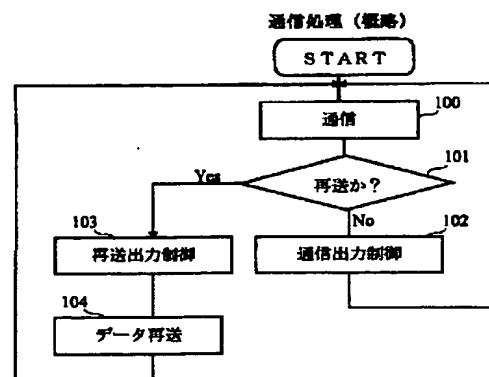 通信処理（概略）
START
100
通信
101
再送か？
Yes
No
103
102
再送出力制御
通信出力制御
104
データ再送